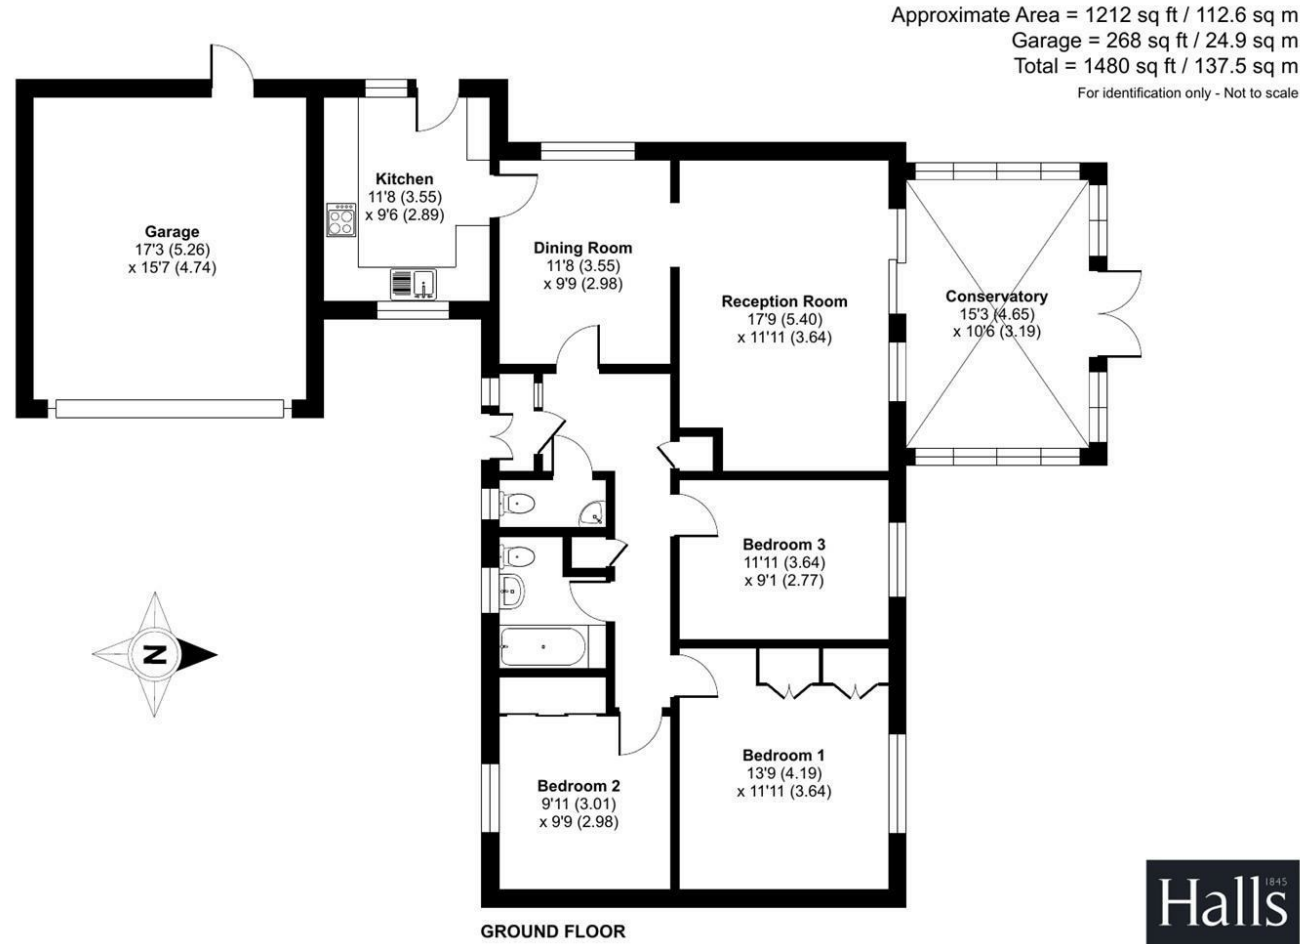 Approximate Area = 1212 sq ft / 112.6 sq m
Garage = 268 sq ft / 24.9 sq m
Total = 1480 sq ft / 137.5 sq m
For identification only - Not to scale
Kitchen
11'8 (3.55)
x 9'6 (2.89)
Garage
17'3 (5.26)
x 15'7 (4.74)
Dining Room
11'8 (3.55)
x 9'9 (2.98)
Reception Room
17'9 (5.40)
x 11'11 (3.64)
Conservatory
15'3 (4.65)
x 10'6 (3.19)
Bedroom 3
11'11 (3.64)
x 9'1 (2.77)
N
Bedroom 1
13'9 (4.19)
x 11'11 (3.64)
Bedroom 2
9'11 (3.01)
x 9'9 (2.98)
GROUND FLOOR
1845
Halls